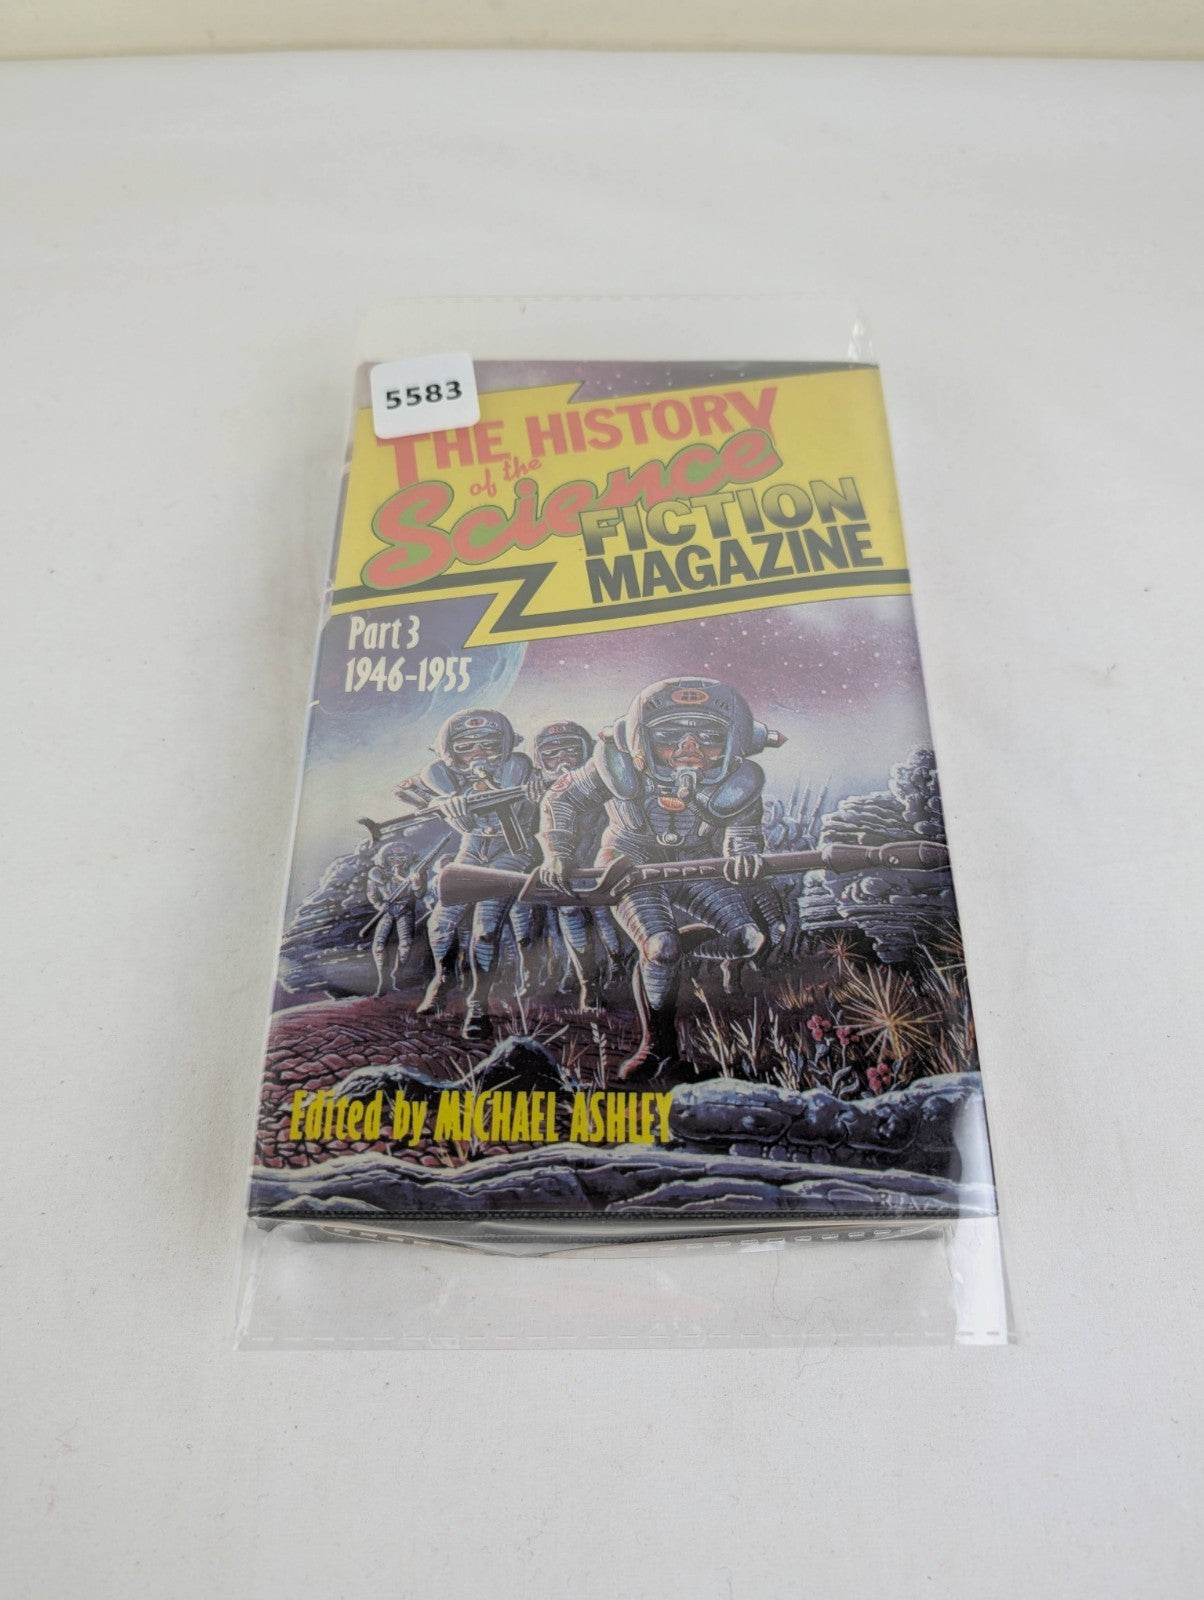 5583
THE HISTORY
of the
Science
FICTION
MAGAZINE
Part 3
1946-1955
Edited by MICHAEL ASHLEY